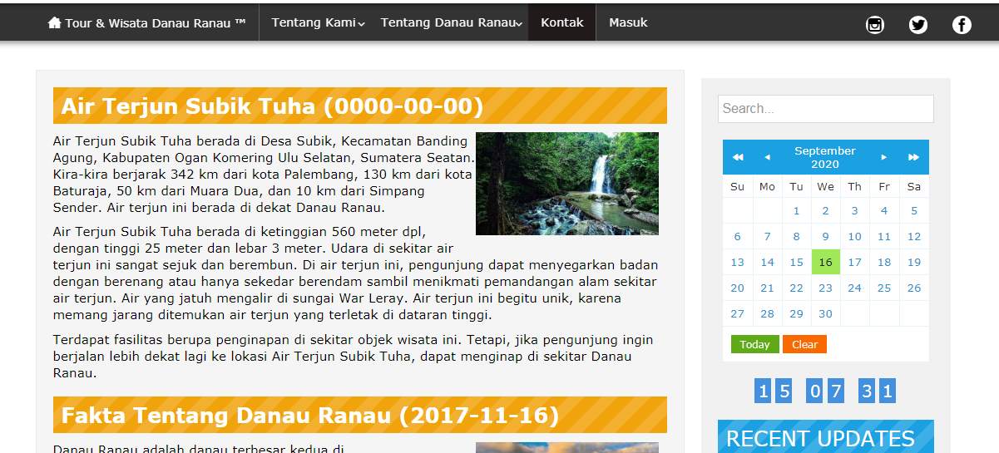 Tour & Wisata Danau Ranau ™ Tentang Kami Tentang Danau Ranau Kontak Masuk
Air Terjun Subik Tuha (0000-00-00)
Air Terjun Subik Tuha berada di Desa Subik, Kecamatan Banding
Agung, Kabupaten Ogan Komering Ulu Selatan, Sumatera Seatan.
Kira-kira berjarak 342 km dari kota Palembang, 130 km dari kota
Baturaja, 50 km dari Muara Dua, dan 10 km dari Simpang
Sender. Air terjun ini berada di dekat Danau Ranau.
Air Terjun Subik Tuha berada di ketinggian 560 meter dpl,
dengan tinggi 25 meter dan lebar 3 meter. Udara di sekitar air
terjun ini sangat sejuk dan berembun. Di air terjun ini, pengunjung dapat menyegarkan badan
dengan berenang atau hanya sekedar berendam sambil menikmati pemandangan alam sekitar
air terjun. Air yang jatuh mengalir di sungai War Leray. Air terjun ini begitu unik, karena
memang jarang ditemukan air terjun yang terletak di dataran tinggi.
Terdapat fasilitas berupa penginapan di sekitar objek wisata ini. Tetapi, jika pengunjung ingin
berjalan lebih dekat lagi ke lokasi Air Terjun Subik Tuha, dapat menginap di sekitar Danau
Ranau.
Fakta Tentang Danau Ranau (2017-11-16)
Danau Ranau adalah danau terbesar kedua di
Search...
September
2020
Su Mo Tu We Th Fr Sa
1 2 3 4 5
6 7 8 9 10 11 12
13 14 15 16 17 18 19
20 21 22 23 24 25 26
27 28 29 30
Today Clear
15 07 31
RECENT UPDATES